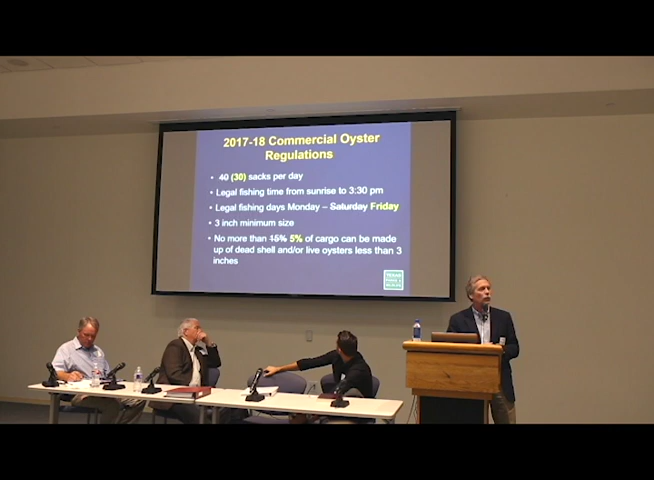 2017-18 Commercial Oyster
Regulations
• 40 (30) sacks per day
• Legal fishing time from sunrise to 3:30 pm
• Legal fishing days Monday – Saturday Friday
• 3 inch minimum size
• No more than 15% 5% of cargo can be made
up of dead shell and/or live oysters less than 3
inches
TEXAS